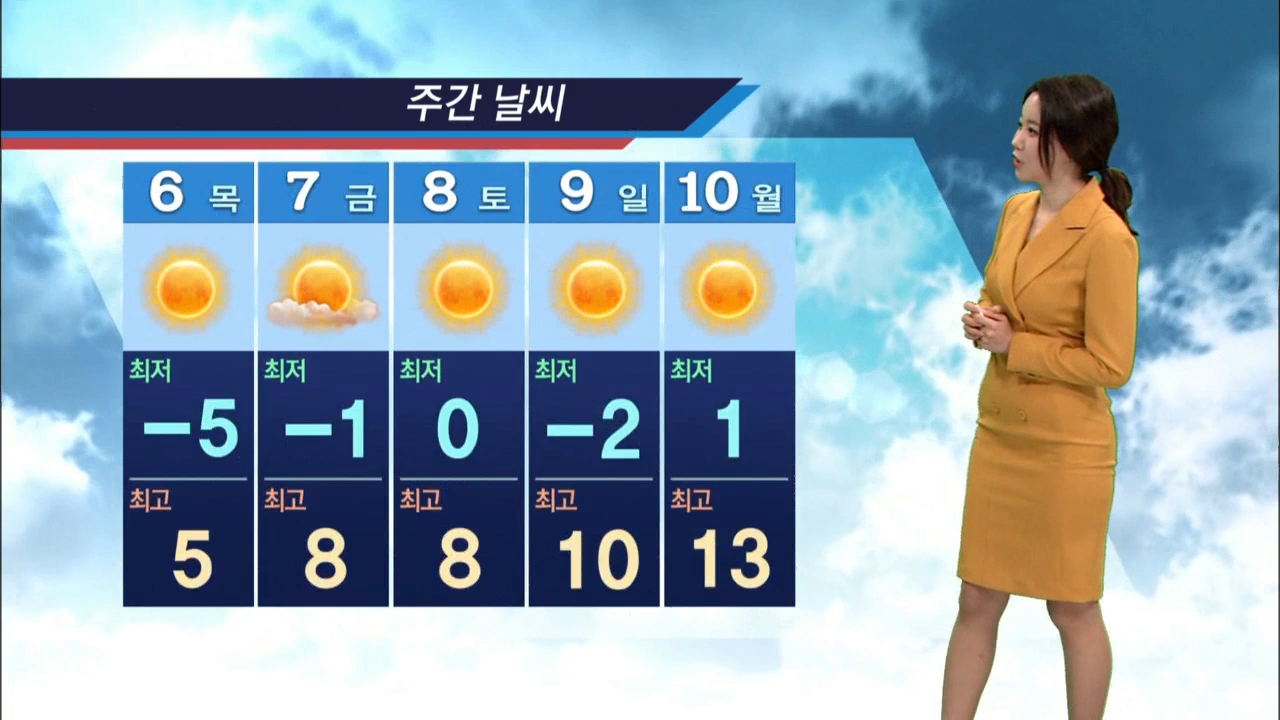 주간 날씨
6 목 7 금 8 토 9 일 10 월
최저 최저 최저 최저 최저
-5 -1 0 -2 1
최고 최고 최고 최고 최고
5 8 8 10 13